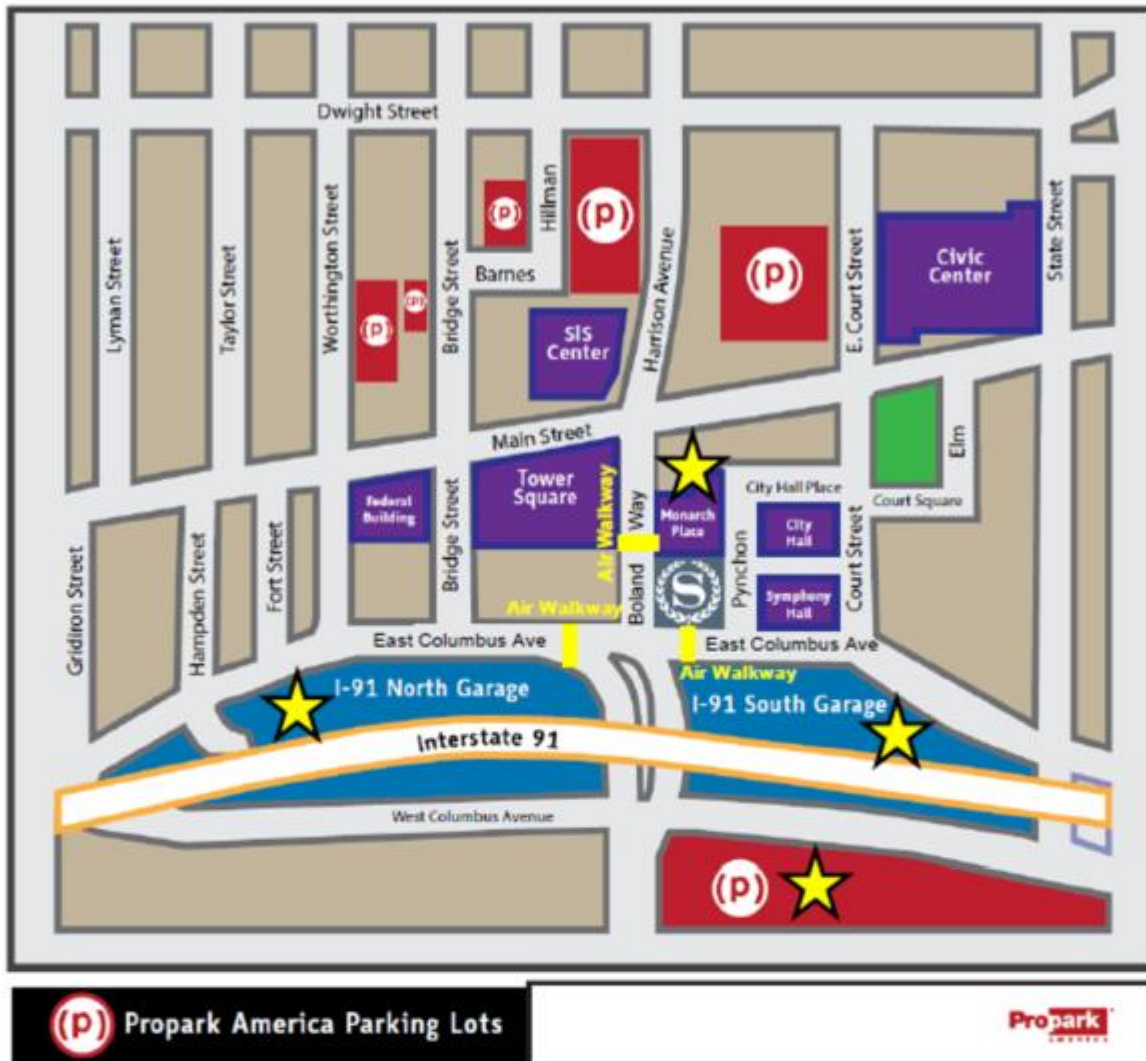 Dwight Street
Lyman Street
Taylor Street
Worthington Street
Bridge Street
Hillman
Barnes
(p)
(p)
(p)
(p)
(p)
Harrison Avenue
E. Court Street
Civic
Center
State Street
SIS
Center
Main Street
Elm
Court Square
Federal
Building
Tower
Square
Air Walkway
Way
Boland
Monarch
Place
City Hall Place
City
Hall
Pynchon
Court Street
Symphony
Hall
S
Gridiron Street
Hampden Street
Fort Street
Bridge Street
Air Walkway
East Columbus Ave
East Columbus Ave
Air Walkway
I-91 North Garage
I-91 South Garage
Interstate 91
West Columbus Avenue
(p)
(p) Propark America Parking Lots
Propark
AMERICA